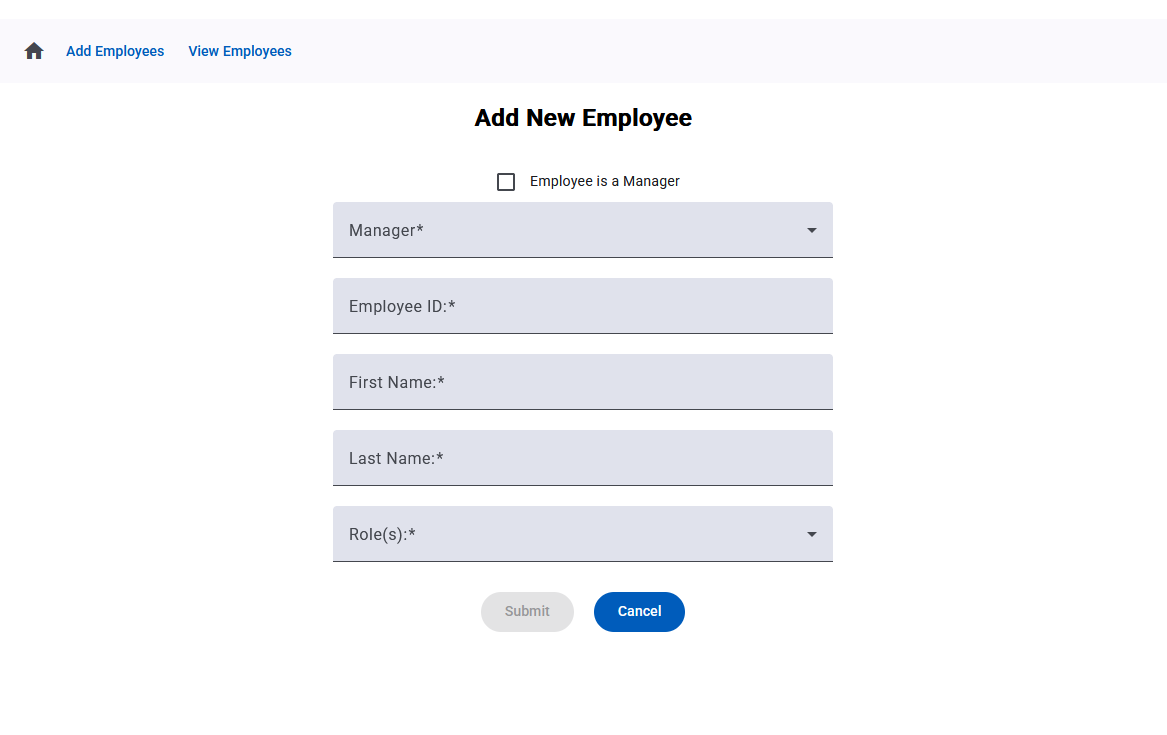 Add Employees View Employees
Add New Employee
Employee is a Manager
Manager*
Employee ID:*
First Name:*
Last Name:*
Role(s):*
Submit Cancel